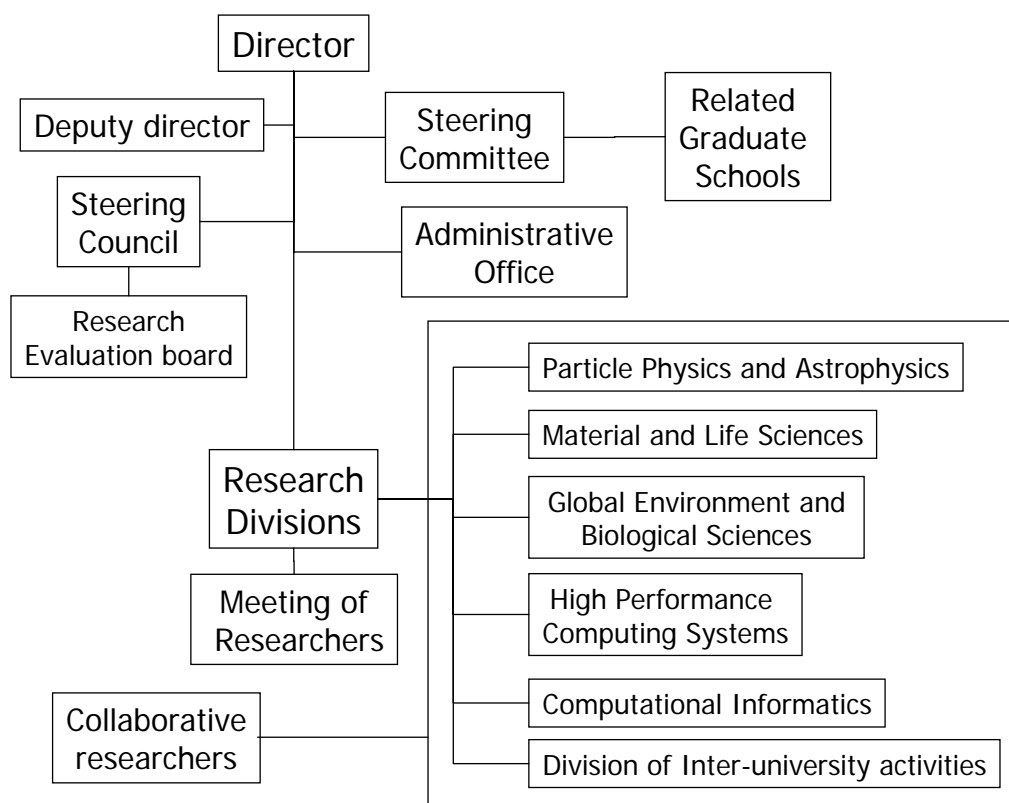 Director
Deputy director
Steering
Committee
Related
Graduate
Schools
Steering
Council
Administrative
Office
Research
Evaluation board
Particle Physics and Astrophysics
Material and Life Sciences
Research
Divisions
Global Environment and
Biological Sciences
Meeting of
Researchers
High Performance
Computing Systems
Collaborative
researchers
Computational Informatics
Division of Inter-university activities